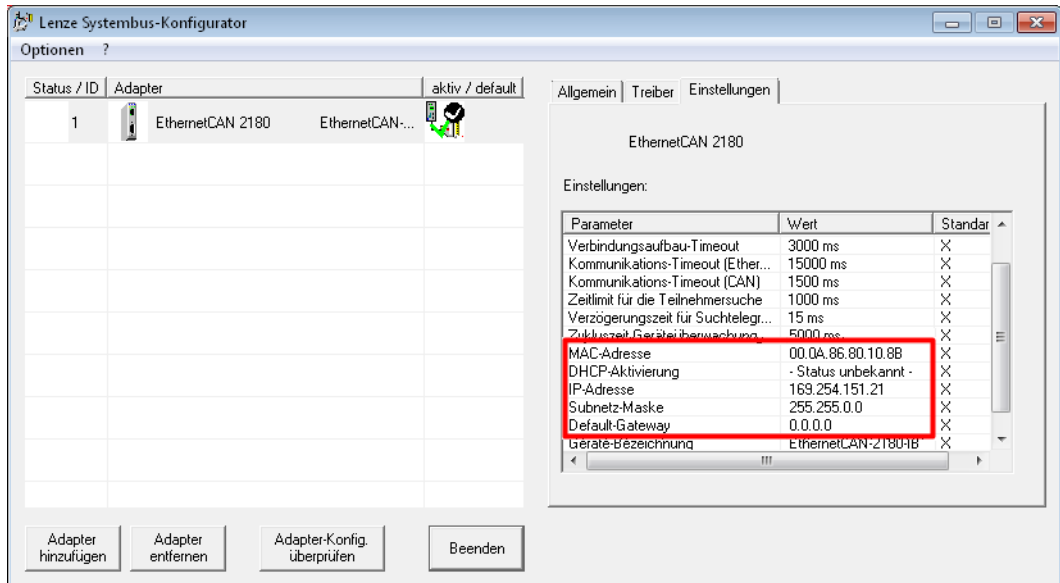 Lenze Systembus-Konfigurator
Optionen ?
Status / ID Adapter aktiv / default
1 EthernetCAN 2180 EthernetCAN-...
Allgemein Treiber Einstellungen
EthernetCAN 2180
Einstellungen:
Parameter Wert Standar
Verbindungsaufbau-Timeout 3000 ms X
Kommunikations-Timeout (Ether... 15000 ms X
Kommunikations-Timeout (CAN) 1500 ms X
Zeitlimit für die Teilnehmersuche 1000 ms X
Verzögerungszeit für Suchtelegr... 15 ms X
Zykluszeit Geräteüberwachung... 5000 ms X
MAC-Adresse 00.0A.86.80.10.8B X
DHCP-Aktivierung - Status unbekannt - X
IP-Adresse 169.254.151.21 X
Subnetz-Maske 255.255.0.0 X
Default-Gateway 0.0.0.0 X
Geräte-Bezeichnung EthernetCAN-2180-IB X
Adapter hinzufügen
Adapter entfernen
Adapter-Konfig. überprüfen
Beenden